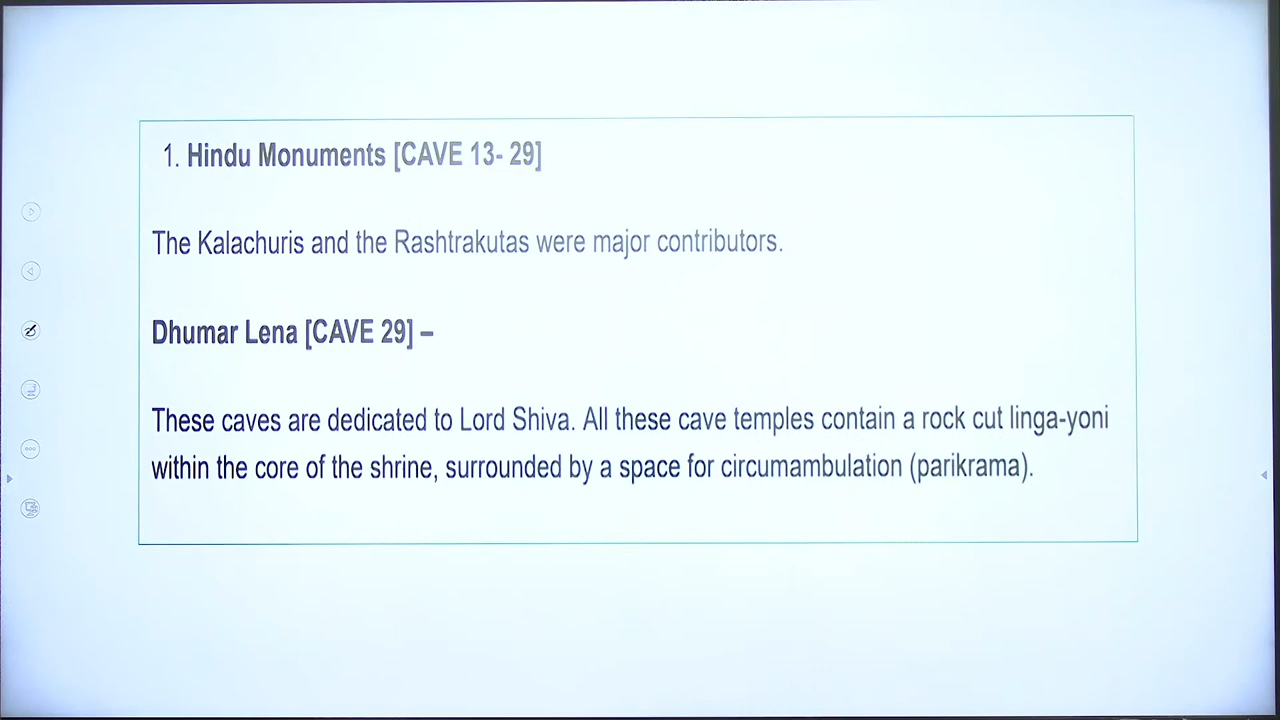 1. Hindu Monuments [CAVE 13- 29]
The Kalachuris and the Rashtrakutas were major contributors.
Dhumar Lena [CAVE 29] –
These caves are dedicated to Lord Shiva. All these cave temples contain a rock cut linga-yoni
within the core of the shrine, surrounded by a space for circumambulation (parikrama).